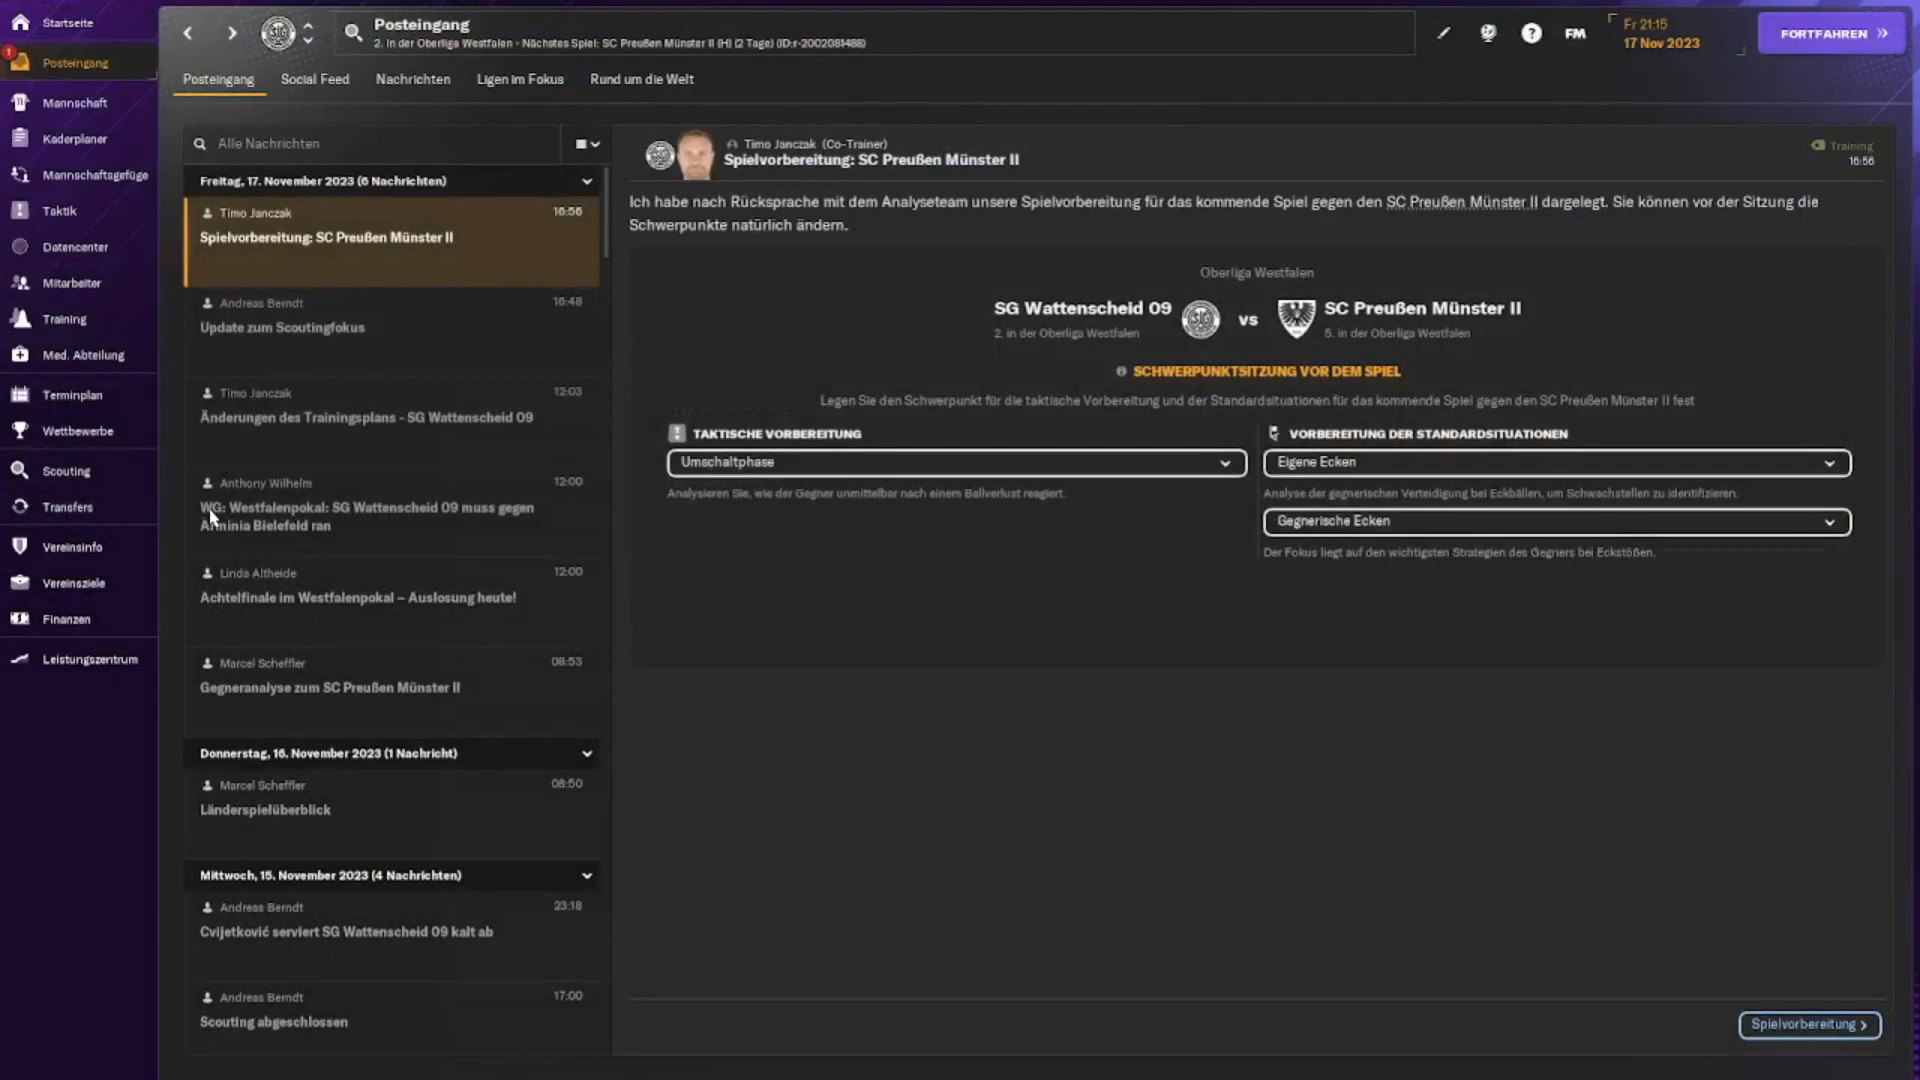 Startseite
1
Posteingang
Mannschaft
Kaderplaner
Mannschaftsgefüge
Taktik
Datencenter
Mitarbeiter
Training
Med. Abteilung
Terminplan
Wettbewerbe
Scouting
Transfers
Vereinsinfo
Vereinsziele
Finanzen
Leistungszentrum
Posteingang
2. in der Oberliga Westfalen - Nächstes Spiel: SC Preußen Münster II (H) (2 Tage) (ID:r-2002081488)
FM
Fr 21:15
17 Nov 2023
FORTFAHREN
Posteingang Social Feed Nachrichten Ligen im Fokus Rund um die Welt
Alle Nachrichten
Freitag, 17. November 2023 (6 Nachrichten)
Timo Janczak 16:56
Spielvorbereitung: SC Preußen Münster II
Andreas Berndt 16:48
Update zum Scoutingfokus
Timo Janczak 12:03
Änderungen des Trainingsplans - SG Wattenscheid 09
Anthony Wilhelm 12:00
WG: Westfalenpokal: SG Wattenscheid 09 muss gegen
Arminia Bielefeld ran
Linda Altheide 12:00
Achtelfinale im Westfalenpokal – Auslosung heute!
Marcel Scheffler 08:53
Gegneranalyse zum SC Preußen Münster II
Donnerstag, 16. November 2023 (1 Nachricht)
Marcel Scheffler 08:50
Länderspielüberblick
Mittwoch, 15. November 2023 (4 Nachrichten)
Andreas Berndt 23:18
Cvijetković serviert SG Wattenscheid 09 kalt ab
Andreas Berndt 17:00
Scouting abgeschlossen
Timo Janczak (Co-Trainer)
Spielvorbereitung: SC Preußen Münster II
Training
16:56
Ich habe nach Rücksprache mit dem Analyseteam unsere Spielvorbereitung für das kommende Spiel gegen den SC Preußen Münster II dargelegt. Sie können vor der Sitzung die
Schwerpunkte natürlich ändern.
Oberliga Westfalen
SG Wattenscheid 09 vs SC Preußen Münster II
2. in der Oberliga Westfalen 5. in der Oberliga Westfalen
SCHWERPUNKTSITZUNG VOR DEM SPIEL
Legen Sie den Schwerpunkt für die taktische Vorbereitung und der Standardsituationen für das kommende Spiel gegen den SC Preußen Münster II fest
TAKTISCHE VORBEREITUNG
Umschaltphase
Analysieren Sie, wie der Gegner unmittelbar nach einem Ballverlust reagiert.
VORBEREITUNG DER STANDARDSITUATIONEN
Eigene Ecken
Analyse der gegnerischen Verteidigung bei Eckbällen, um Schwachstellen zu identifizieren.
Gegnerische Ecken
Der Fokus liegt auf den wichtigsten Strategien des Gegners bei Eckstößen.
Spielvorbereitung